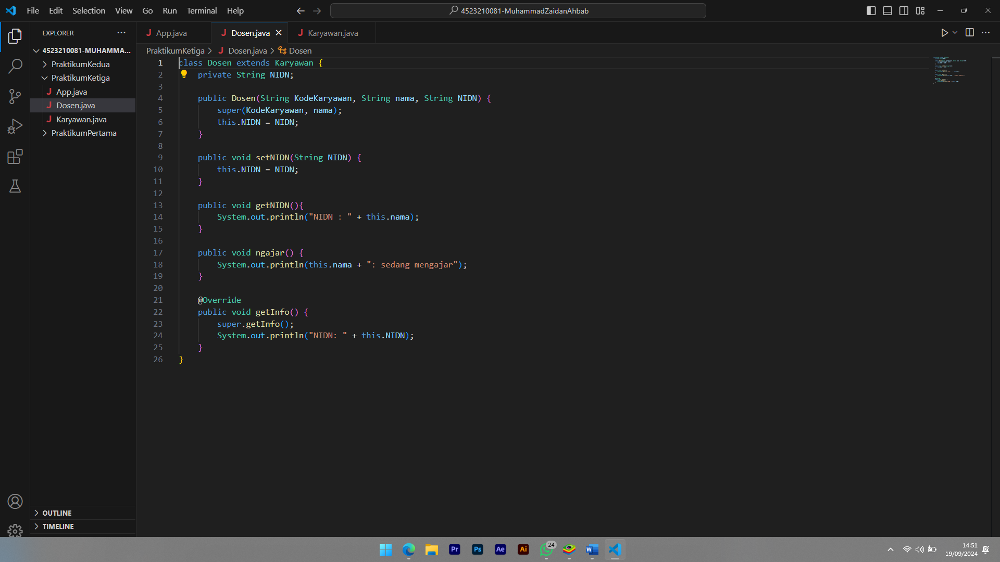 File Edit Selection View Go Run Terminal Help
4523210081-MuhammadZaidanAhbab
EXPLORER
App.java
Dosen.java
Karyawan.java
4523210081-MUHAMMA...
PraktikumKedua
PraktikumKetiga
App.java
Dosen.java
Karyawan.java
PraktikumPertama
PraktikumKetiga > Dosen.java > Dosen
1 class Dosen extends Karyawan {
2     private String NIDN;
3
4     public Dosen(String KodeKaryawan, String nama, String NIDN) {
5         super(KodeKaryawan, nama);
6         this.NIDN = NIDN;
7     }
8
9     public void setNIDN(String NIDN) {
10         this.NIDN = NIDN;
11     }
12
13     public void getNIDN(){
14         System.out.println("NIDN : " + this.nama);
15     }
16
17     public void ngajar() {
18         System.out.println(this.nama + ": sedang mengajar");
19     }
20
21     @Override
22     public void getInfo() {
23         super.getInfo();
24         System.out.println("NIDN: " + this.NIDN);
25     }
26 }
OUTLINE
TIMELINE
Pr
Ps
Ae
Ai
24
W
14:51
19/09/2024